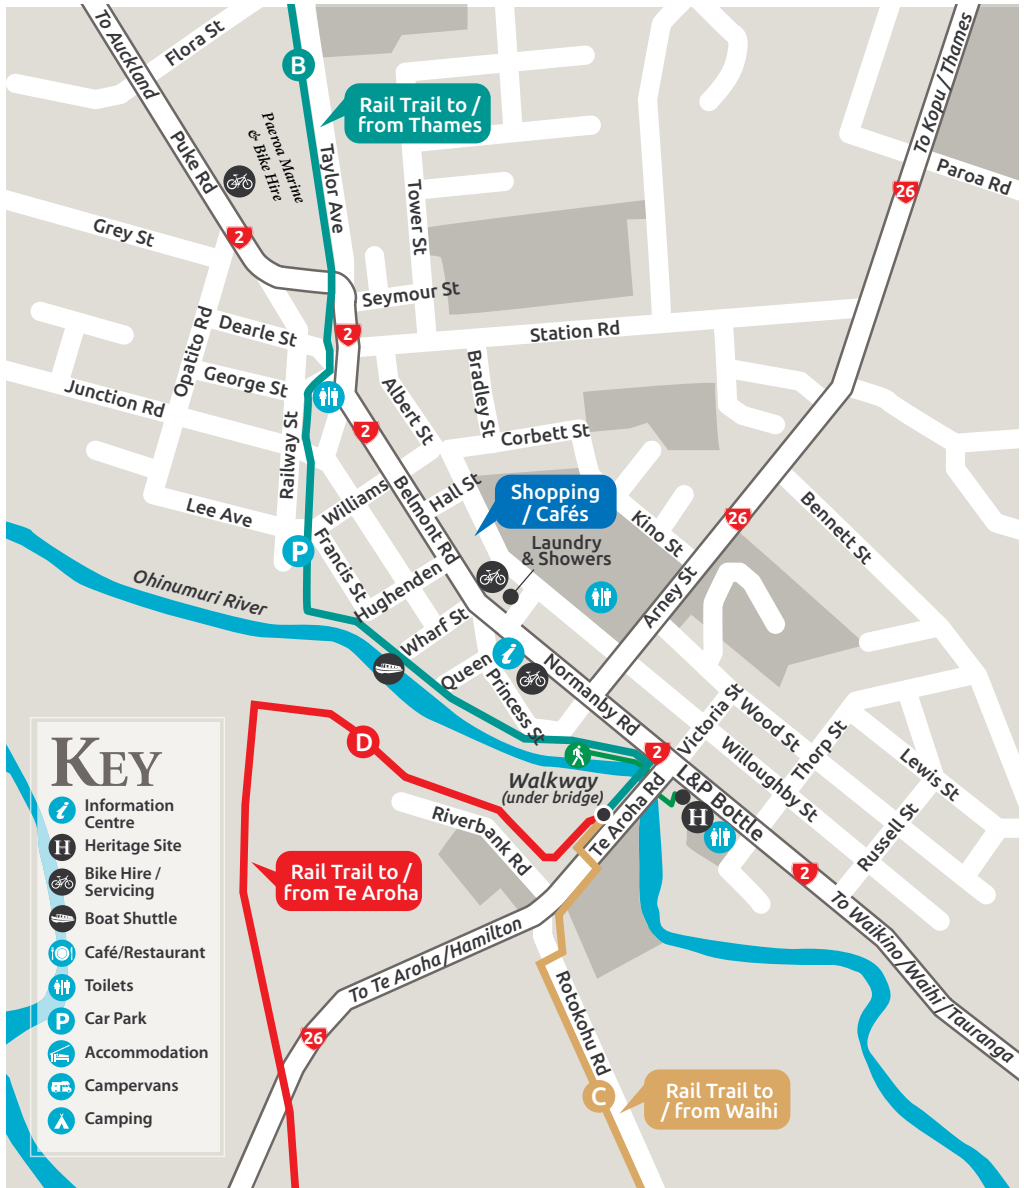 To Auckland
Flora St
B
Rail Trail to /
from Thames
To Kopu / Thames
Paeroa Marine
& Bike Hire
Puke Rd
Taylor Ave
Tower St
Paroa Rd
26
Grey St
2
Seymour St
Opatito Rd
Dearle St
2
Station Rd
Bradley St
George St
Junction Rd
Albert St
2
Railway St
Corbett St
Williams
Belmont Rd
Hall St
Shopping
/ Cafés
Lee Ave
Kino St
26
Bennett St
P
Francis St
Laundry
& Showers
Ohinumuri River
Hughenden
Arney St
Wharf St
Queen
Princess St
Normanby Rd
Victoria St
Wood St
Willoughby St
Thorp St
Lewis St
Russell St
D
2
Walkway
(under bridge)
Te Aroha Rd
L&P Bottle
H
Riverbank Rd
2
To Waikino/Waihi/Tauranga
Rail Trail to /
from Te Aroha
To Te Aroha/Hamilton
26
Rotokohu Rd
C
Rail Trail to
/ from Waihi
KEY
i Information
Centre
H Heritage Site
Bike Hire /
Servicing
Boat Shuttle
Café/Restaurant
Toilets
P Car Park
Accommodation
Campervans
Camping